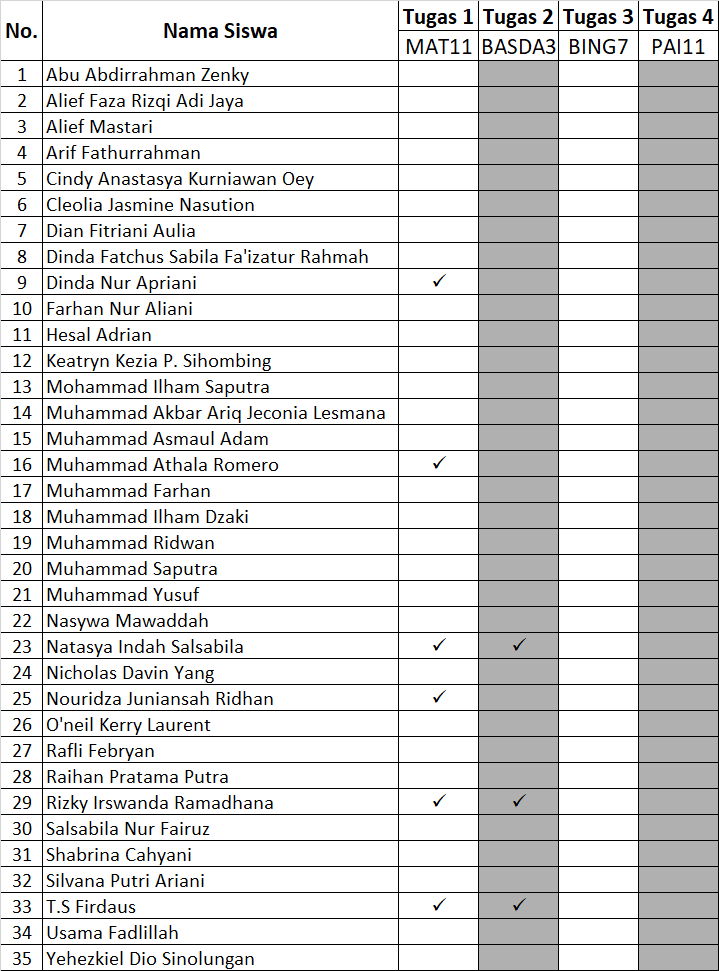 No. Nama Siswa Tugas 1 Tugas 2 Tugas 3 Tugas 4
MAT11 BASDA3 BING7 PAI11
1 Abu Abdirrahman Zenky
2 Alief Faza Rizqi Adi Jaya
3 Alief Mastari
4 Arif Fathurrahman
5 Cindy Anastasya Kurniawan Oey
6 Cleolia Jasmine Nasution
7 Dian Fitriani Aulia
8 Dinda Fatchus Sabila Fa'izatur Rahmah
9 Dinda Nur Apriani ✓
10 Farhan Nur Aliani
11 Hesal Adrian
12 Keatryn Kezia P. Sihombing
13 Mohammad Ilham Saputra
14 Muhammad Akbar Ariq Jeconia Lesmana
15 Muhammad Asmaul Adam
16 Muhammad Athala Romero ✓
17 Muhammad Farhan
18 Muhammad Ilham Dzaki
19 Muhammad Ridwan
20 Muhammad Saputra
21 Muhammad Yusuf
22 Nasywa Mawaddah
23 Natasya Indah Salsabila ✓ ✓
24 Nicholas Davin Yang
25 Nouridza Juniansah Ridhan ✓
26 O'neil Kerry Laurent
27 Rafli Febryan
28 Raihan Pratama Putra
29 Rizky Irswanda Ramadhana ✓ ✓
30 Salsabila Nur Fairuz
31 Shabrina Cahyani
32 Silvana Putri Ariani
33 T.S Firdaus ✓ ✓
34 Usama Fadlillah
35 Yehezkiel Dio Sinolungan